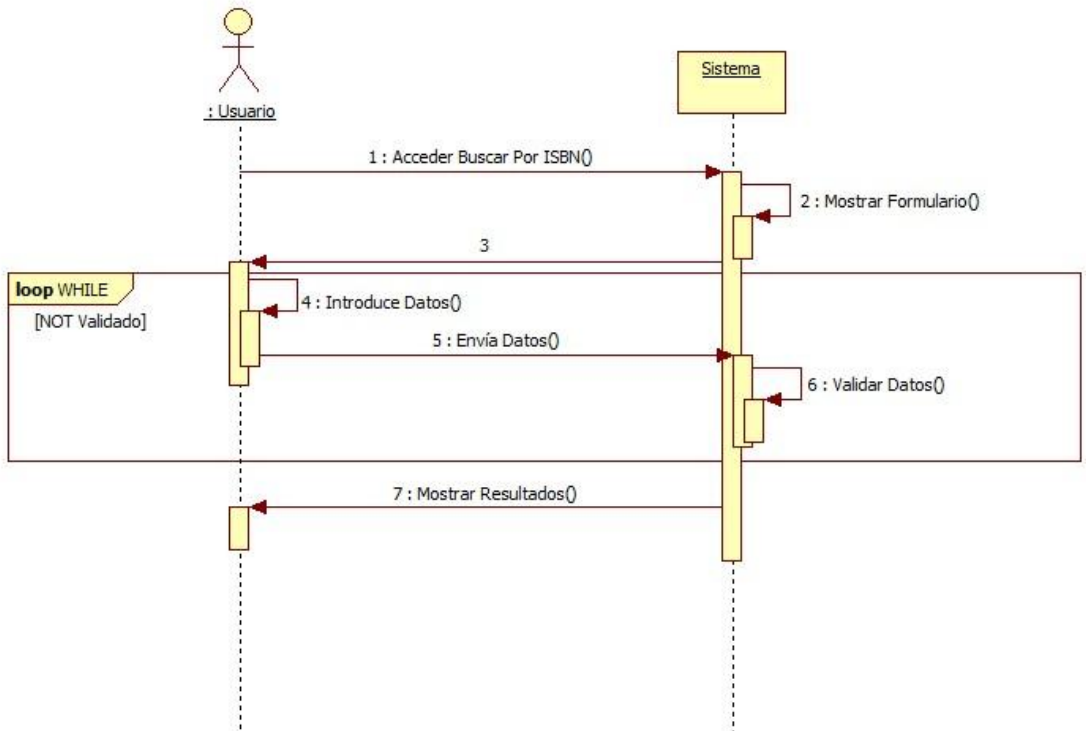 : Usuario
Sistema
1 : Acceder Buscar Por ISBN()
2 : Mostrar Formulario()
3
loop WHILE
[NOT Validado]
4 : Introduce Datos()
5 : Envía Datos()
6 : Validar Datos()
7 : Mostrar Resultados()